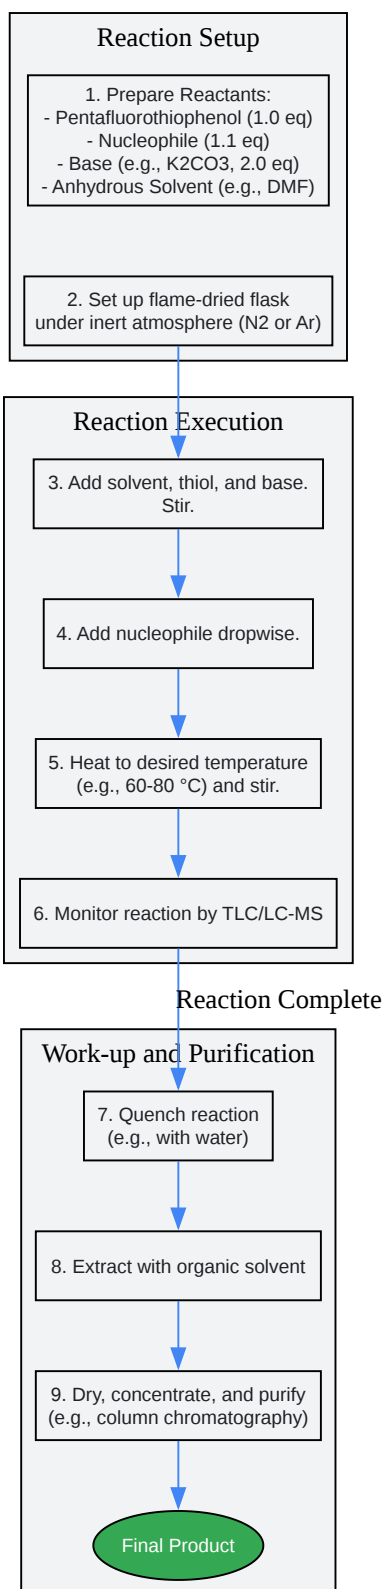 Reaction Setup
1. Prepare Reactants:
- Pentafluorothiophenol (1.0 eq)
- Nucleophile (1.1 eq)
- Base (e.g., K2CO3, 2.0 eq)
- Anhydrous Solvent (e.g., DMF)
2. Set up flame-dried flask
under inert atmosphere (N2 or Ar)
Reaction Execution
3. Add solvent, thiol, and base.
Stir.
4. Add nucleophile dropwise.
5. Heat to desired temperature
(e.g., 60-80 °C) and stir.
6. Monitor reaction by TLC/LC-MS
Reaction Complete
Work-up and Purification
7. Quench reaction
(e.g., with water)
8. Extract with organic solvent
9. Dry, concentrate, and purify
(e.g., column chromatography)
Final Product